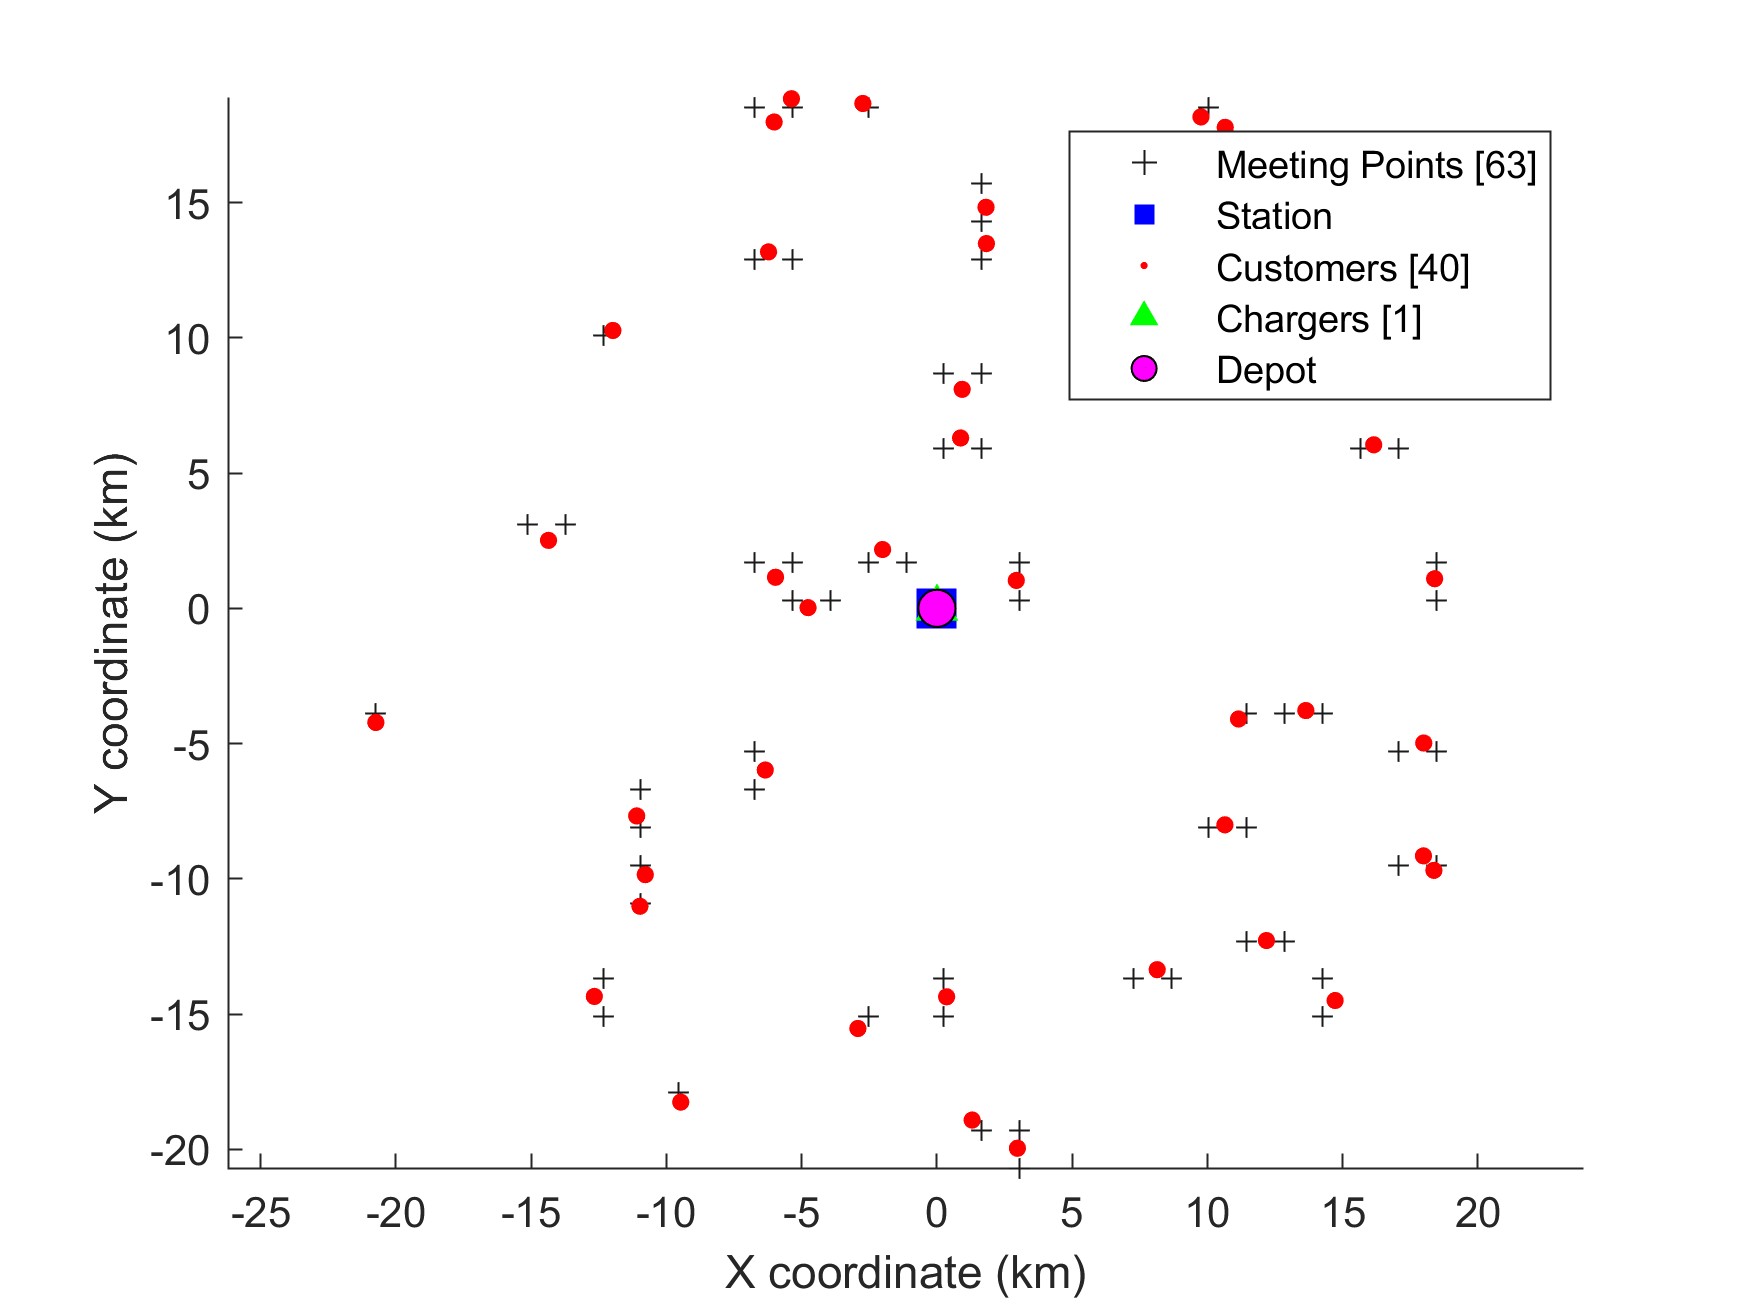 Meeting Points [63]
Station
Customers [40]
Chargers [1]
Depot
15
10
5
0
-5
-10
-15
-20
-25 -20 -15 -10 -5 0 5 10 15 20
X coordinate (km)
Y coordinate (km)